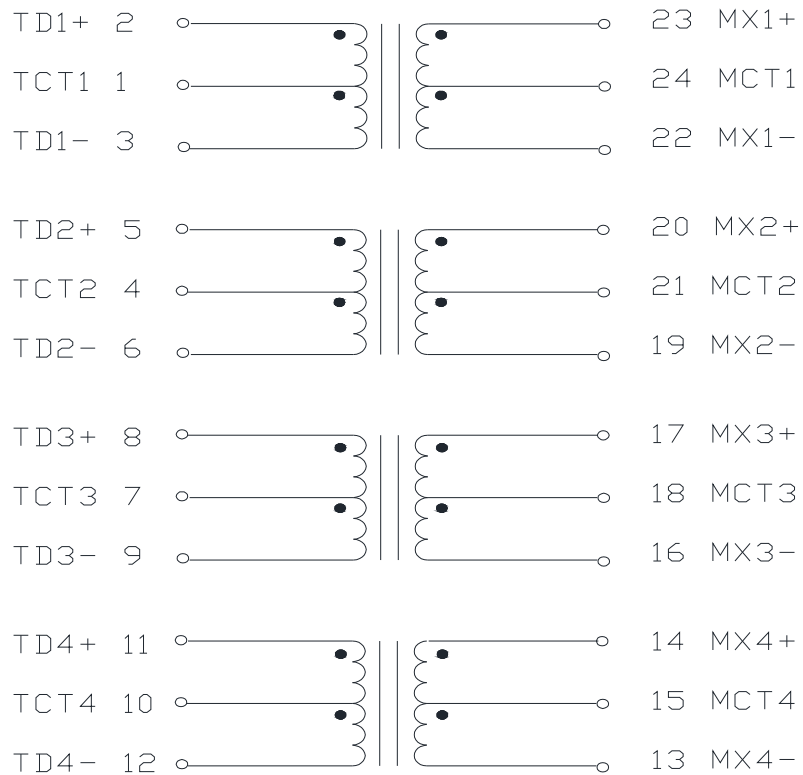 TD1+ 2 23 MX1+
TCT1 1 24 MCT1
TD1- 3 22 MX1-
TD2+ 5 20 MX2+
TCT2 4 21 MCT2
TD2- 6 19 MX2-
TD3+ 8 17 MX3+
TCT3 7 18 MCT3
TD3- 9 16 MX3-
TD4+ 11 14 MX4+
TCT4 10 15 MCT4
TD4- 12 13 MX4-